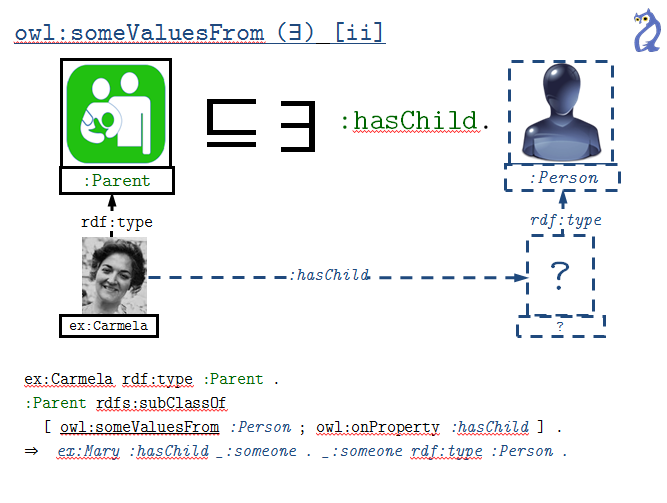 owl:someValuesFrom (∃) [ii]
⊑ ∃ :hasChild.
:Parent
:Person
rdf:type
rdf:type
:hasChild
?
ex:Carmela
?
ex:Carmela rdf:type :Parent .
:Parent rdfs:subClassOf
[ owl:someValuesFrom :Person ; owl:onProperty :hasChild ] .
⇒ ex:Mary :hasChild _:someone . _:someone rdf:type :Person .